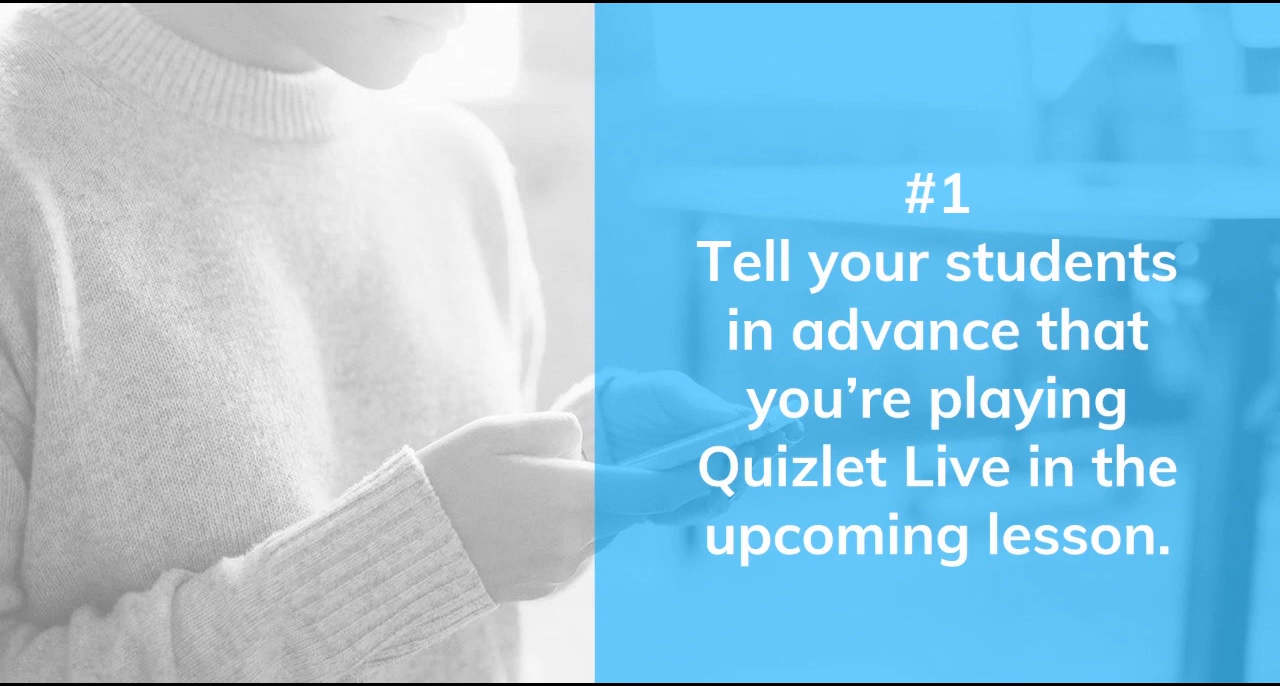 #1
Tell your students
in advance that
you’re playing
Quizlet Live in the
upcoming lesson.